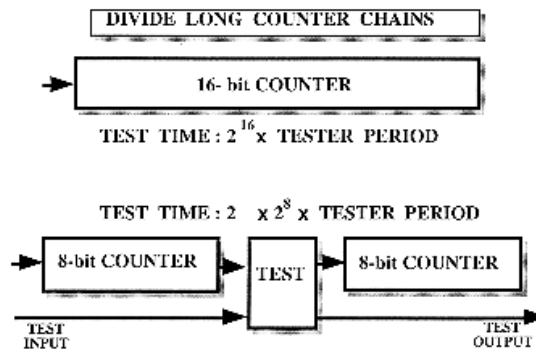 DIVIDE LONG COUNTER CHAINS
16- bit COUNTER
TEST TIME : 2^16 x TESTER PERIOD
TEST TIME : 2 x 2^8 x TESTER PERIOD
8-bit COUNTER
TEST
8-bit COUNTER
TEST INPUT
TEST OUTPUT